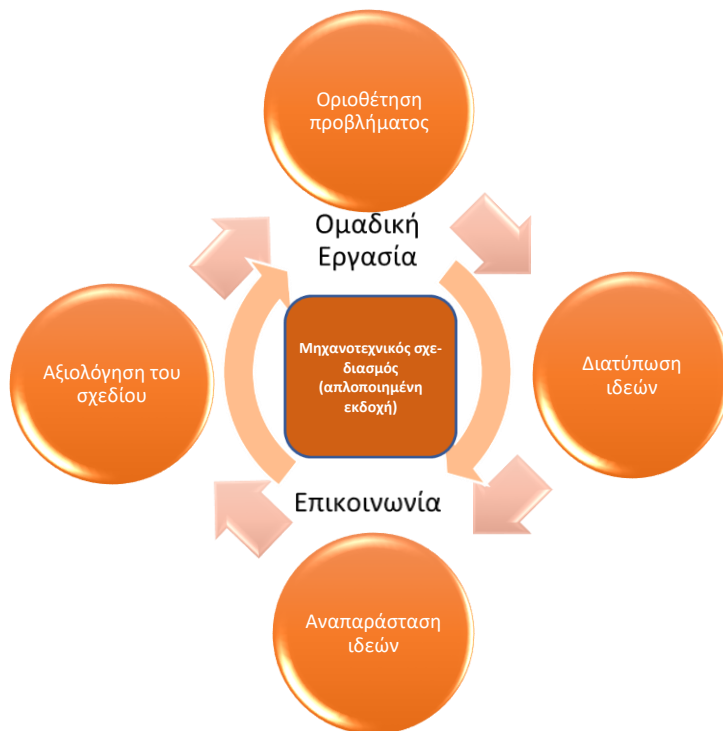 Οριοθέτηση
προβλήματος
Ομαδική
Εργασία
Μηχανοτεχνικός σχε-
διασμός
(απλοποιημένη
εκδοχή)
Αξιολόγηση του
σχεδίου
Διατύπωση
ιδεών
Επικοινωνία
Αναπαράσταση
ιδεών